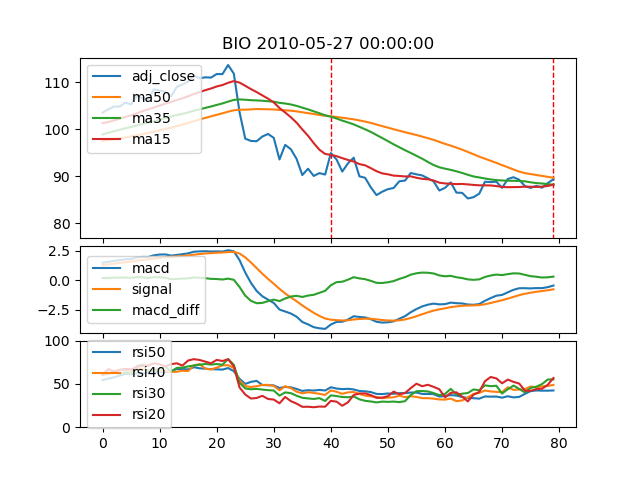 BIO 2010-05-27 00:00:00
110
100
90
80
adj_close
ma50
ma35
ma15
2.5
0.0
−2.5
macd
signal
macd_diff
100
50
0
rsi50
rsi40
rsi30
rsi20
0 10 20 30 40 50 60 70 80